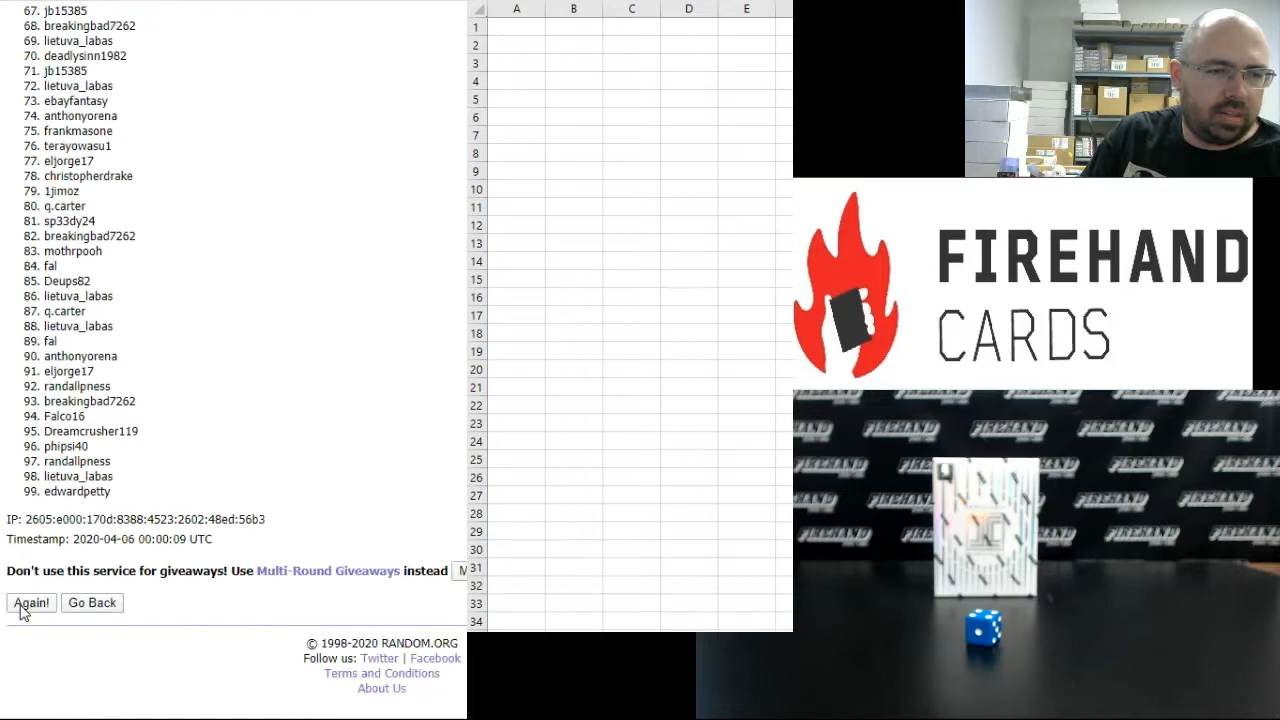 67. jb15385
68. breakingbad7262
69. lietuva_labas
70. deadlysinn1982
71. jb15385
72. lietuva_labas
73. ebayfantasy
74. anthonyorena
75. frankmasone
76. terayowasu1
77. eljorge17
78. christopherdrake
79. 1jimoz
80. q.carter
81. sp33dy24
82. breakingbad7262
83. mothrpooh
84. fal
85. Deups82
86. lietuva_labas
87. q.carter
88. lietuva_labas
89. fal
90. anthonyorena
91. eljorge17
92. randallpness
93. breakingbad7262
94. Falco16
95. Dreamcrusher119
96. phipsi40
97. randallpness
98. lietuva_labas
99. edwardpetty
IP: 2605:e000:170d:8388:4523:2602:48ed:56b3
Timestamp: 2020-04-06 00:00:09 UTC
Don't use this service for giveaways! Use Multi-Round Giveaways instead
Again! Go Back
© 1998-2020 RANDOM.ORG
Follow us: Twitter | Facebook
Terms and Conditions
About Us
A B C D E
1
2
3
4
5
6
7
8
9
10
11
12
13
14
15
16
17
18
19
20
21
22
23
24
25
26
27
28
29
30
31
32
33
34
FIREHAND
CARDS
FIREHAND